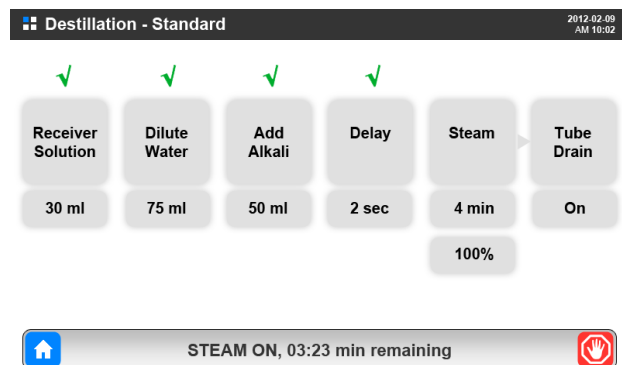 Destillation - Standard
2012-02-09
AM 10:02
√ √ √ √
Receiver Solution
Dilute Water
Add Alkali
Delay
Steam
Tube Drain
30 ml
75 ml
50 ml
2 sec
4 min
On
100%
STEAM ON, 03:23 min remaining